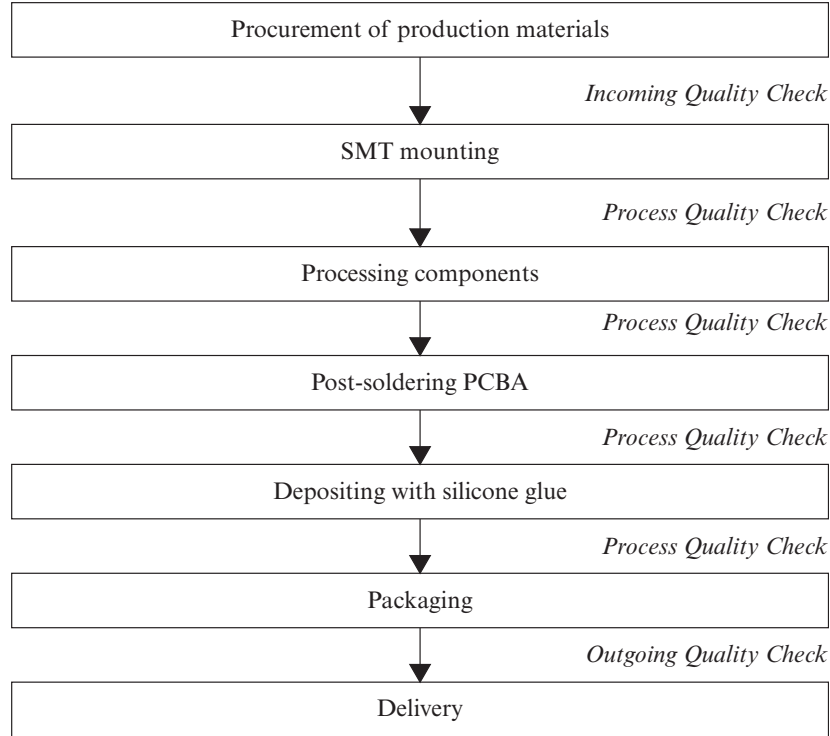 Procurement of production materials
Incoming Quality Check
SMT mounting
Process Quality Check
Processing components
Process Quality Check
Post-soldering PCBA
Process Quality Check
Depositing with silicone glue
Process Quality Check
Packaging
Outgoing Quality Check
Delivery